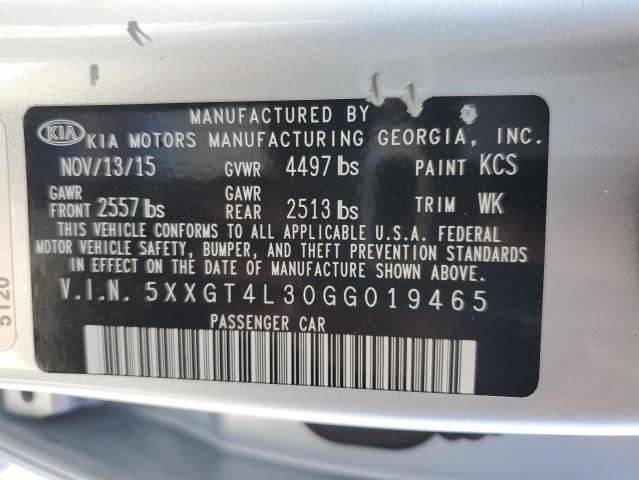 MANUFACTURED BY
KIA KIA MOTORS MANUFACTURING GEORGIA, INC.
NOV/13/15 GVWR 4497 lbs PAINT KCS
GAWR FRONT 2557 lbs GAWR REAR 2513 lbs TRIM WK
THIS VEHICLE CONFORMS TO ALL APPLICABLE U.S.A. FEDERAL
MOTOR VEHICLE SAFETY, BUMPER, AND THEFT PREVENTION STANDARDS
IN EFFECT ON THE DATE OF MANUFACTURE SHOWN ABOVE.
V.I.N. 5XXGT4L30GG019465
PASSENGER CAR
5120